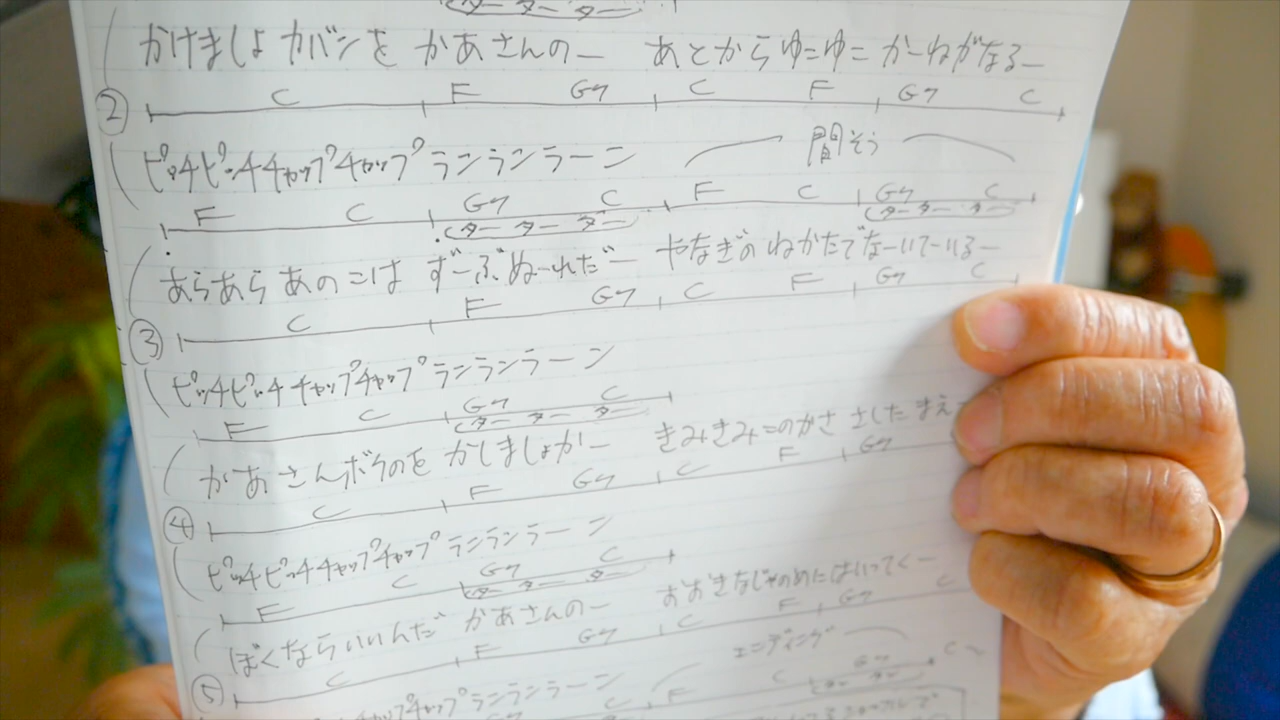 (ター ター ター)
かけましょ カバンを かあさんの― あとから ゆこゆこ かーねがなる―
② C F G7 C F G7 C
ピッチピッチチャップチャップ ランランラーン 間そう
F C G7 C F C G7 C
(ター ター ター) (ター ター ター)
あらあら あのこは ずーぶぬーれだ― やなぎの ねかたで なーいてーいる―
③ C F G7 C F G7 C
ピッチピッチ チャップチャップ ランランラーン
F C G7 C
(ター ター ター)
かあさんボクのを かしましょか― きみきみこのかさ さしたまえ
④ C F G7 C F G7
ピッチピッチチャップチャップ ランランラーン
F C G7 C
(ター ター ター)
ぼくならいいんだ かあさんの― おおきなじゃのめに はいってく―
⑤ C F G7 C F G7 C
ピッチピッチチャップチャップ ランランラーン エンディング
F C G7 C〜
(ター ター ター)